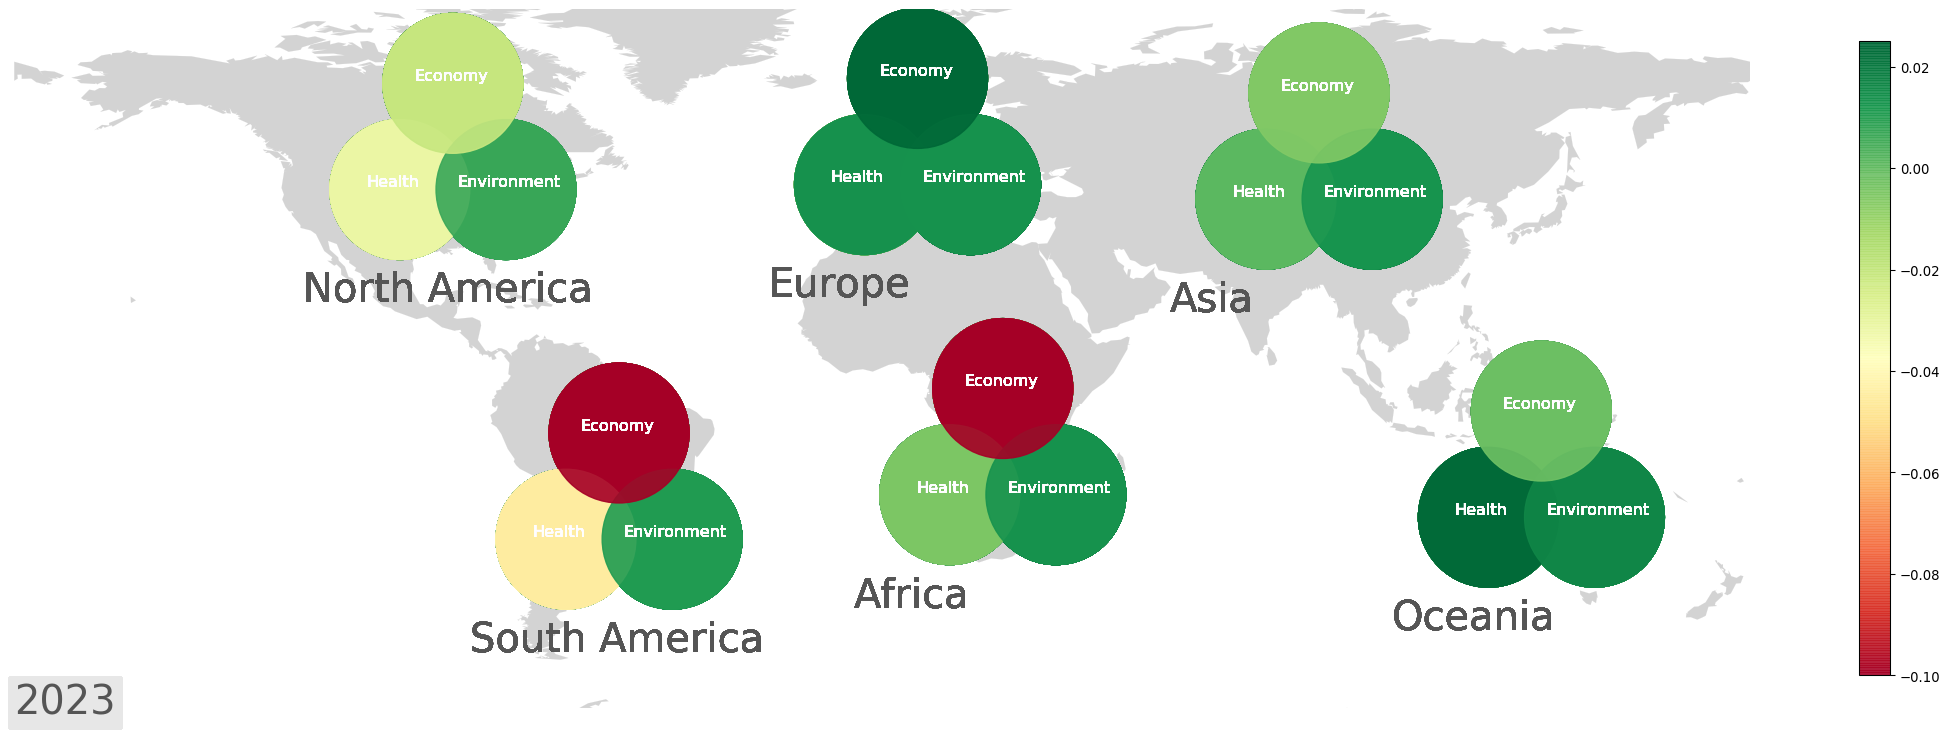 Economy
Health
Environment
North America
Economy
Health
Environment
Europe
Economy
Health
Environment
Asia
Economy
Health
Environment
South America
Economy
Health
Environment
Africa
Economy
Health
Environment
Oceania
2023
0.02
0.00
−0.02
−0.04
−0.06
−0.08
−0.10